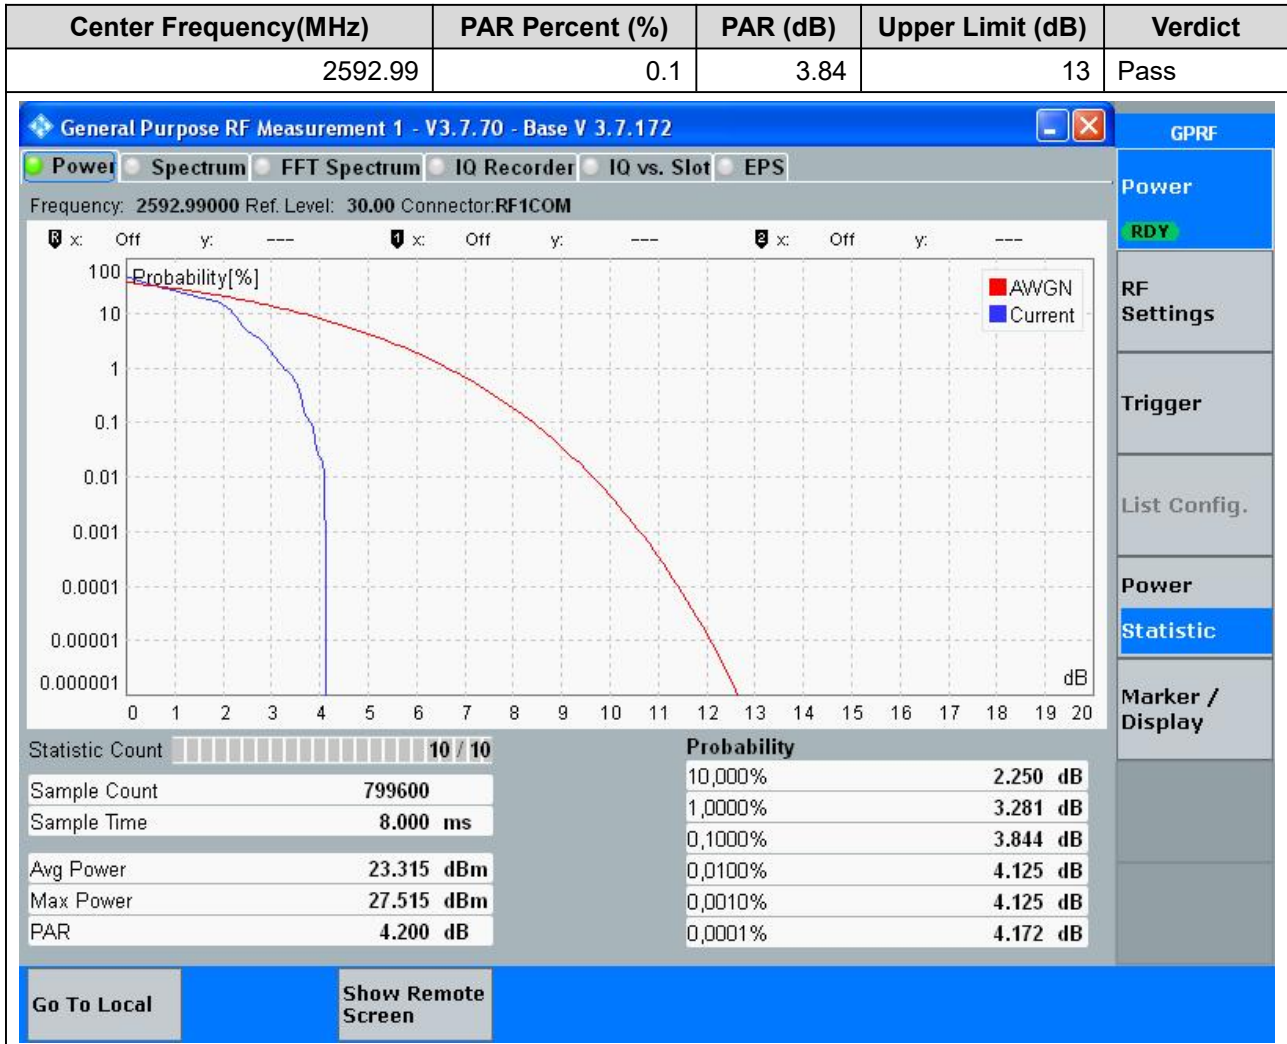 Center Frequency(MHz) PAR Percent (%) PAR (dB) Upper Limit (dB) Verdict
2592.99 0.1 3.84 13 Pass
General Purpose RF Measurement 1 - V3.7.70 - Base V 3.7.172
GPRF
Power Spectrum FFT Spectrum IQ Recorder IQ vs. Slot EPS
Power
RDY
Frequency: 2592.99000 Ref. Level: 30.00 Connector:RF1COM
R x: Off y: --- 1 x: Off y: --- 2 x: Off y: ---
Probability[%]
AWGN
Current
100
10
1
0.1
0.01
0.001
0.0001
0.00001
0.000001
dB
0 1 2 3 4 5 6 7 8 9 10 11 12 13 14 15 16 17 18 19 20
RF
Settings
Trigger
List Config.
Power
Statistic
Marker /
Display
Statistic Count 10 / 10
Sample Count 799600
Sample Time 8.000 ms
Avg Power 23.315 dBm
Max Power 27.515 dBm
PAR 4.200 dB
Probability
10,000% 2.250 dB
1,0000% 3.281 dB
0,1000% 3.844 dB
0,0100% 4.125 dB
0,0010% 4.125 dB
0,0001% 4.172 dB
Go To Local
Show Remote
Screen